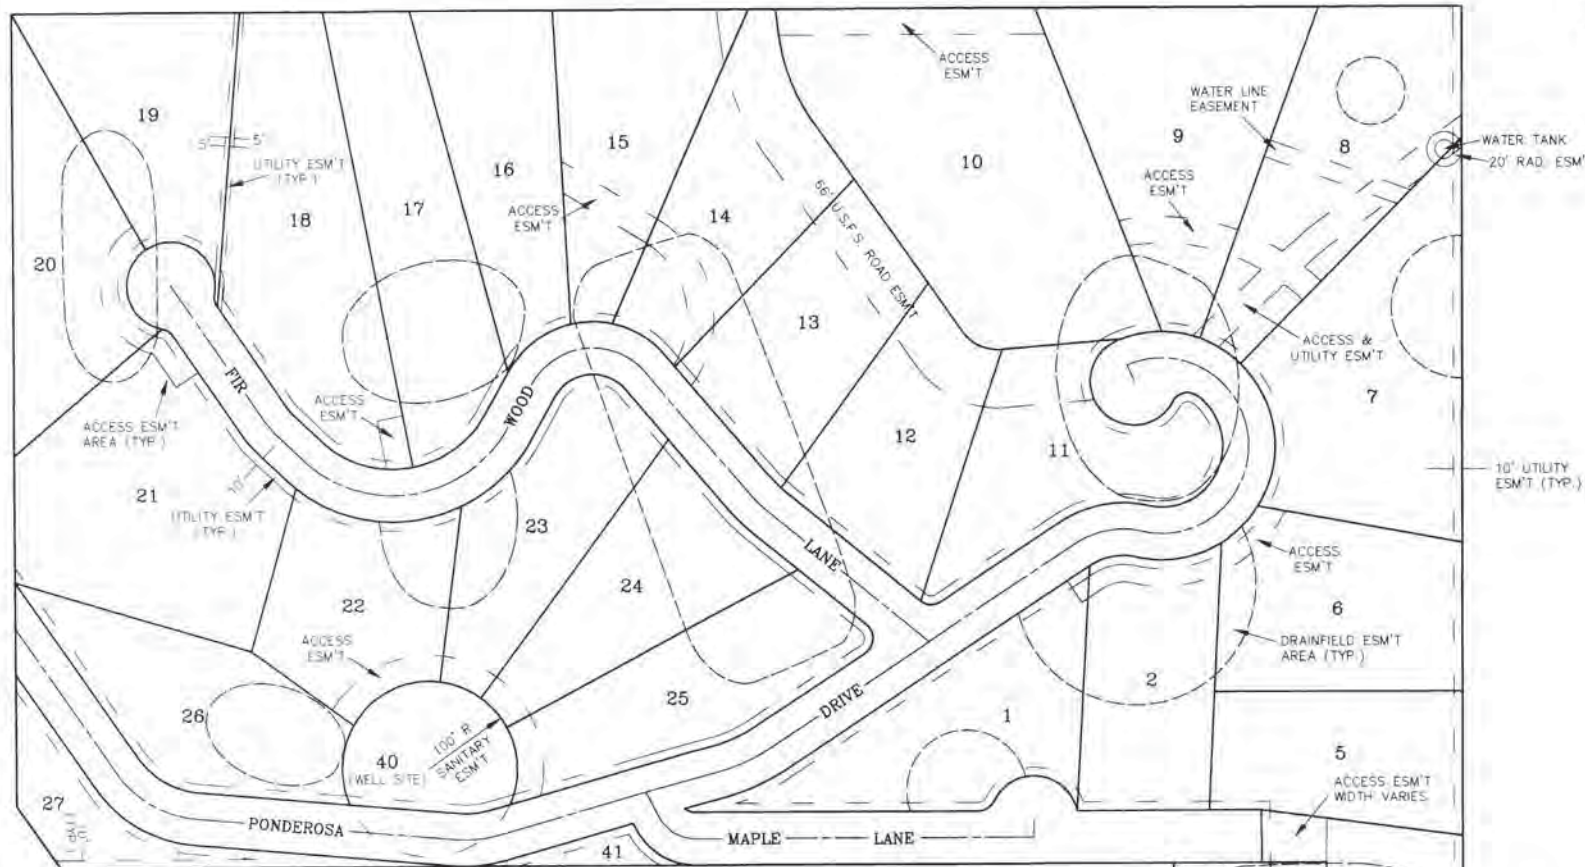 ACCESS
ESM'T
19
15
WATER LINE
EASEMENT
9
8
WATER TANK
20' RAD. ESM'
5'
5'
UTILITY ESM'T
(TYP.)
16
10
ACCESS
ESM'T
18
17
ACCESS
ESM'T
14
66' U.S.F.S. ROAD ESMT
20
13
ACCESS &
UTILITY ESM'T
FIR
WOOD
LANE
ACCESS
ESM'T
7
ACCESS ESM'T
AREA (TYP.)
12
11
10'
10' UTILITY
ESM'T (TYP.)
21
UTILITY ESM'T
(TYP.)
23
ACCESS
ESM'T
24
22
6
ACCESS
ESM'T
DRAINFIELD ESM'T
AREA (TYP.)
2
25
DRIVE
26
1
100' R
SANITARY
ESM'T
40
(WELL SITE)
5
ACCESS ESM'T
WIDTH VARIES
27
10'
(TYP.)
PONDEROSA
MAPLE
LANE
41